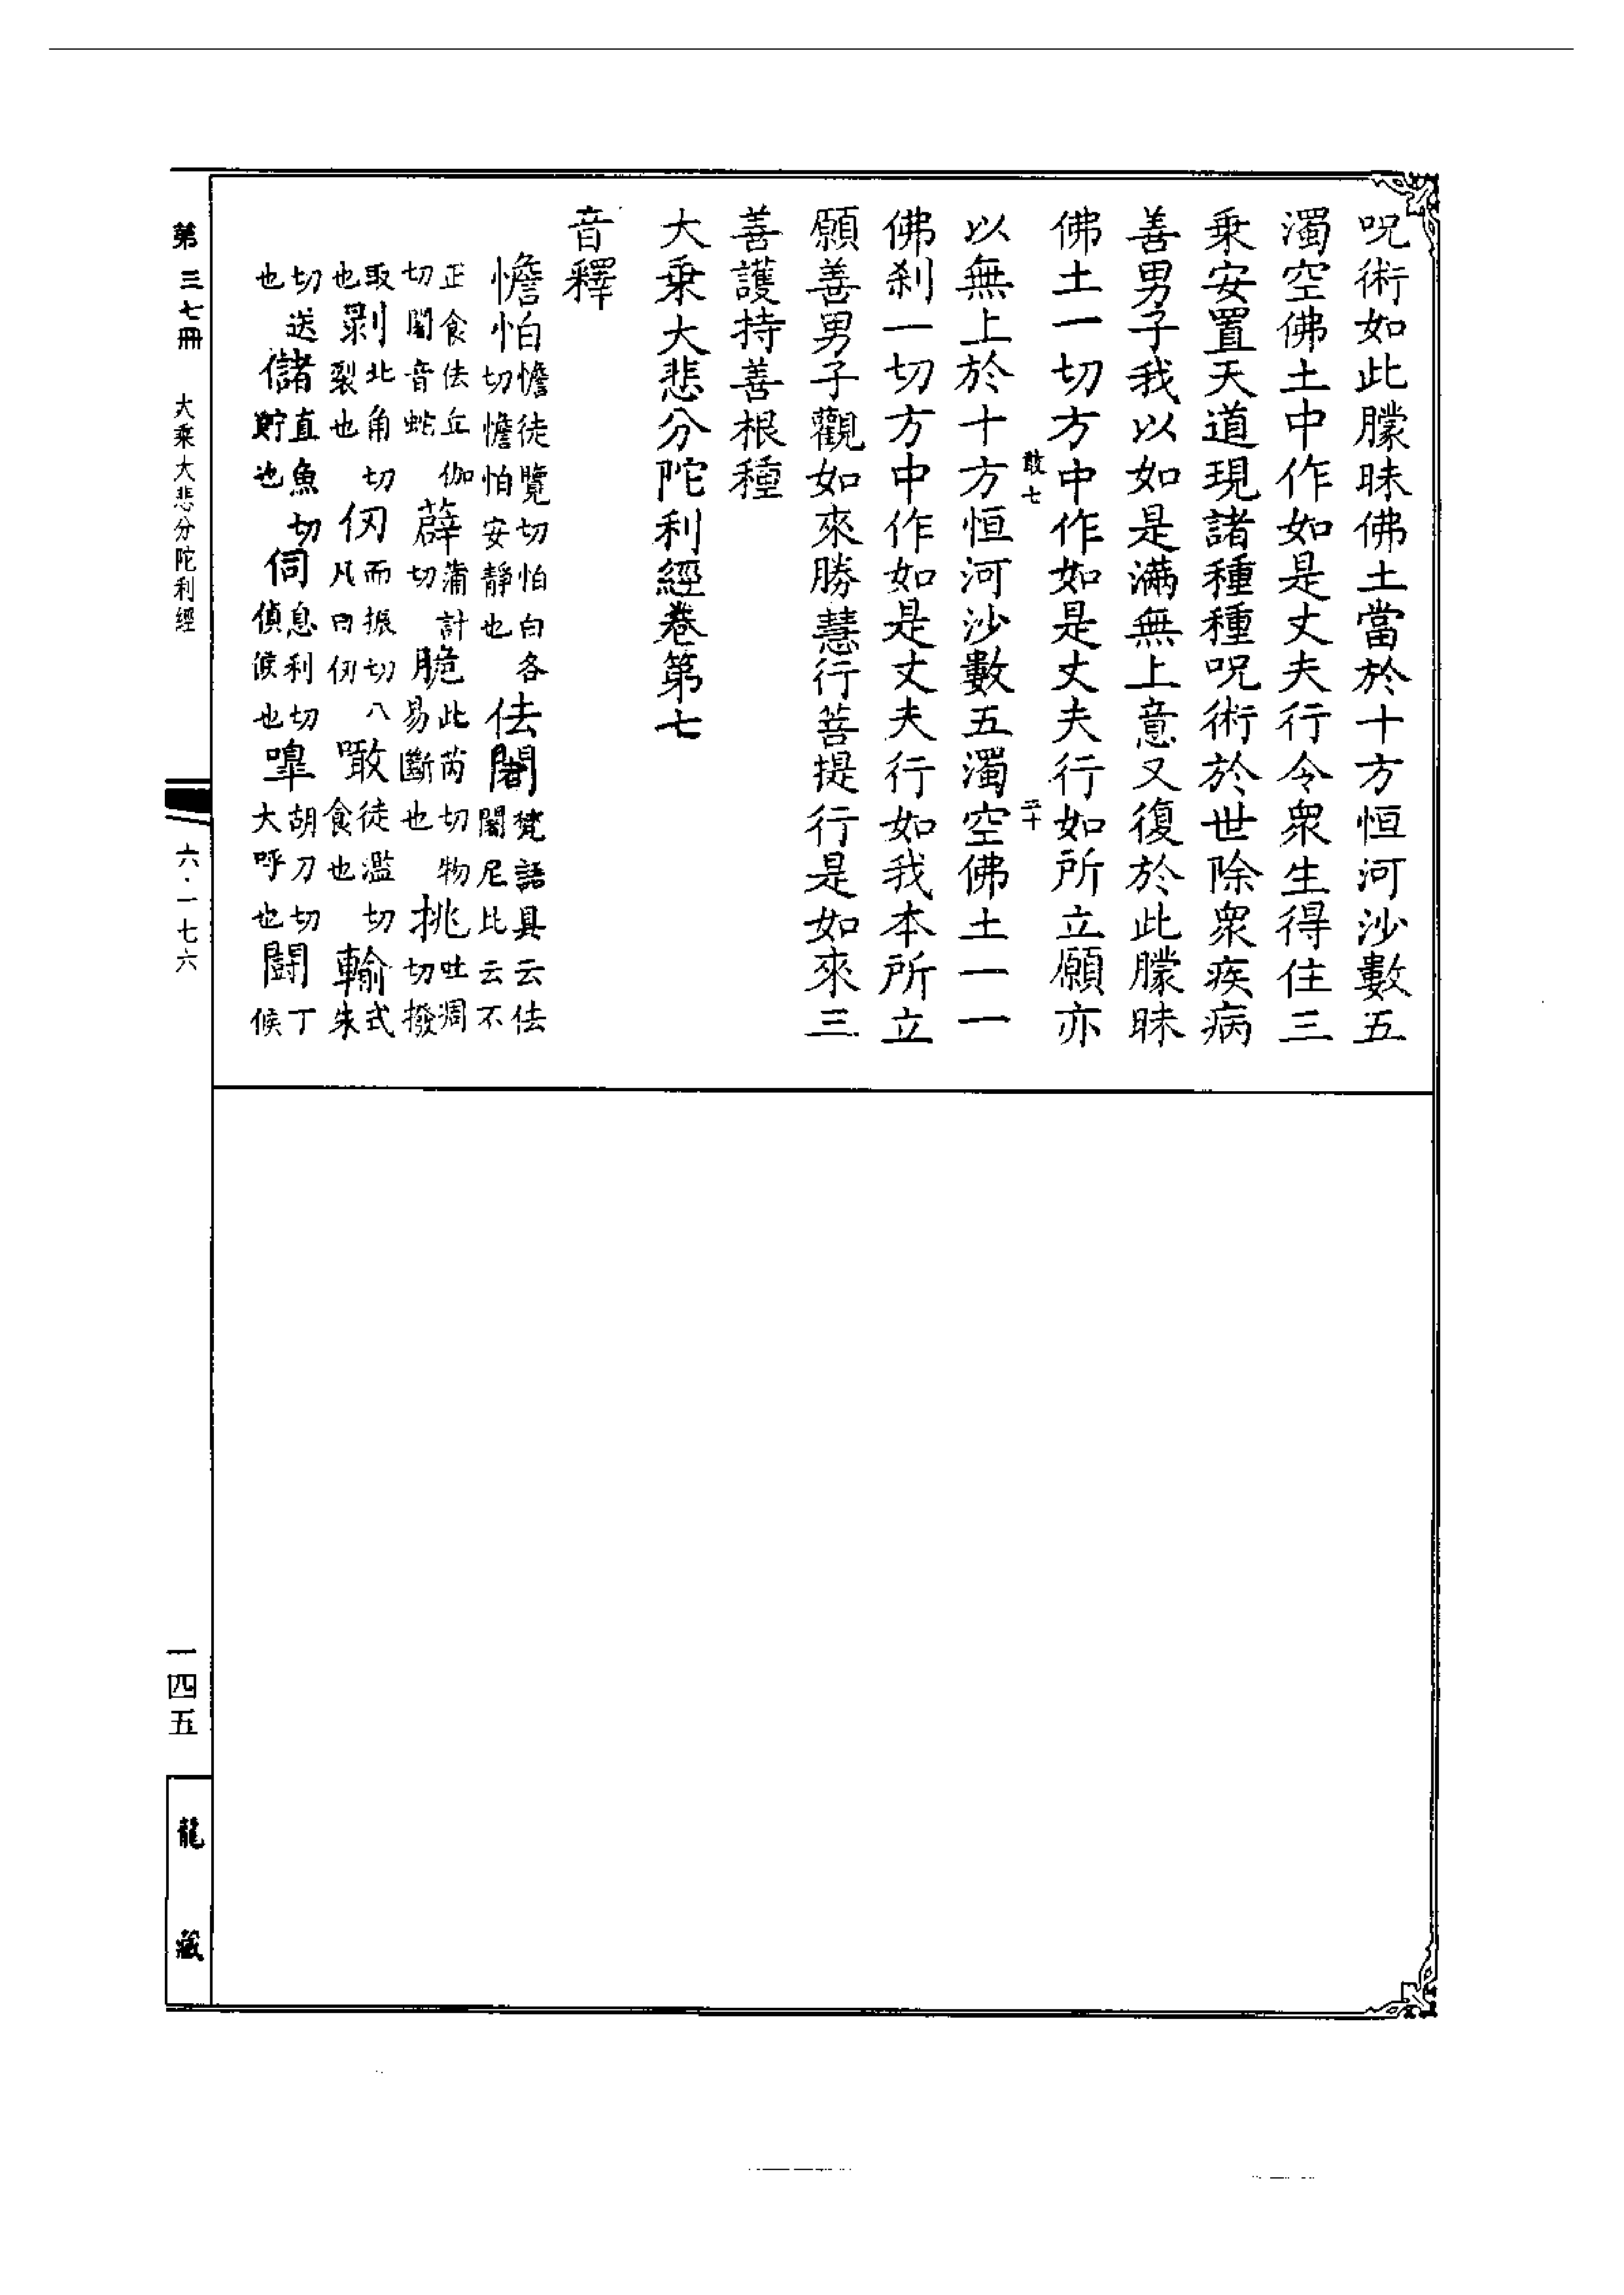 呪術如此朦昧佛土當於十方恒河沙數五
濁空佛土中作如是丈夫行令衆生得住三
乗安置天道現諸種種呪術於世除衆疾病
善男子我以如是滿無上意又復於此朦昧
佛土一切方中作如是丈夫行如所立願亦
敢七 二十
以無上於十方恒河沙數五濁空佛土一一
佛刹一切方中作如是丈夫行如我本所立
願善男子觀如來勝慧行菩提行是如來三
善護持善根種
大乗大悲分陀利經卷第七
音釋
憺怕憺徒覽切怕白各切憺怕安靜也佉闍梵語具云佉闍尼比云不
正食佉丘伽切闍音蛇薜蒲計切脆此芮切物易斷也挑吐凋切撥
取也剥北角切裂也仞而振切八凡曰仞噉徒濫切食也輸式朱
切送也儲直魚切貯也伺息利切偵候也嘷胡刀切大呼也鬪丁候
第三七冊 大乘大悲分陀利經
六·一七六
一四五
龍藏